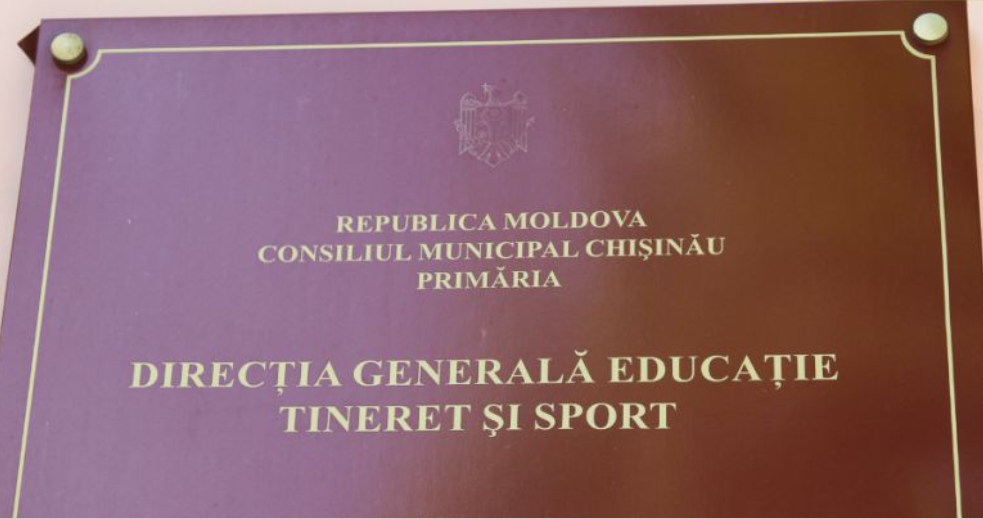 REPUBLICA MOLDOVA
CONSILIUL MUNICIPAL CHIŞINĂU
PRIMĂRIA
DIRECȚIA GENERALĂ EDUCAȚIE
TINERET ŞI SPORT